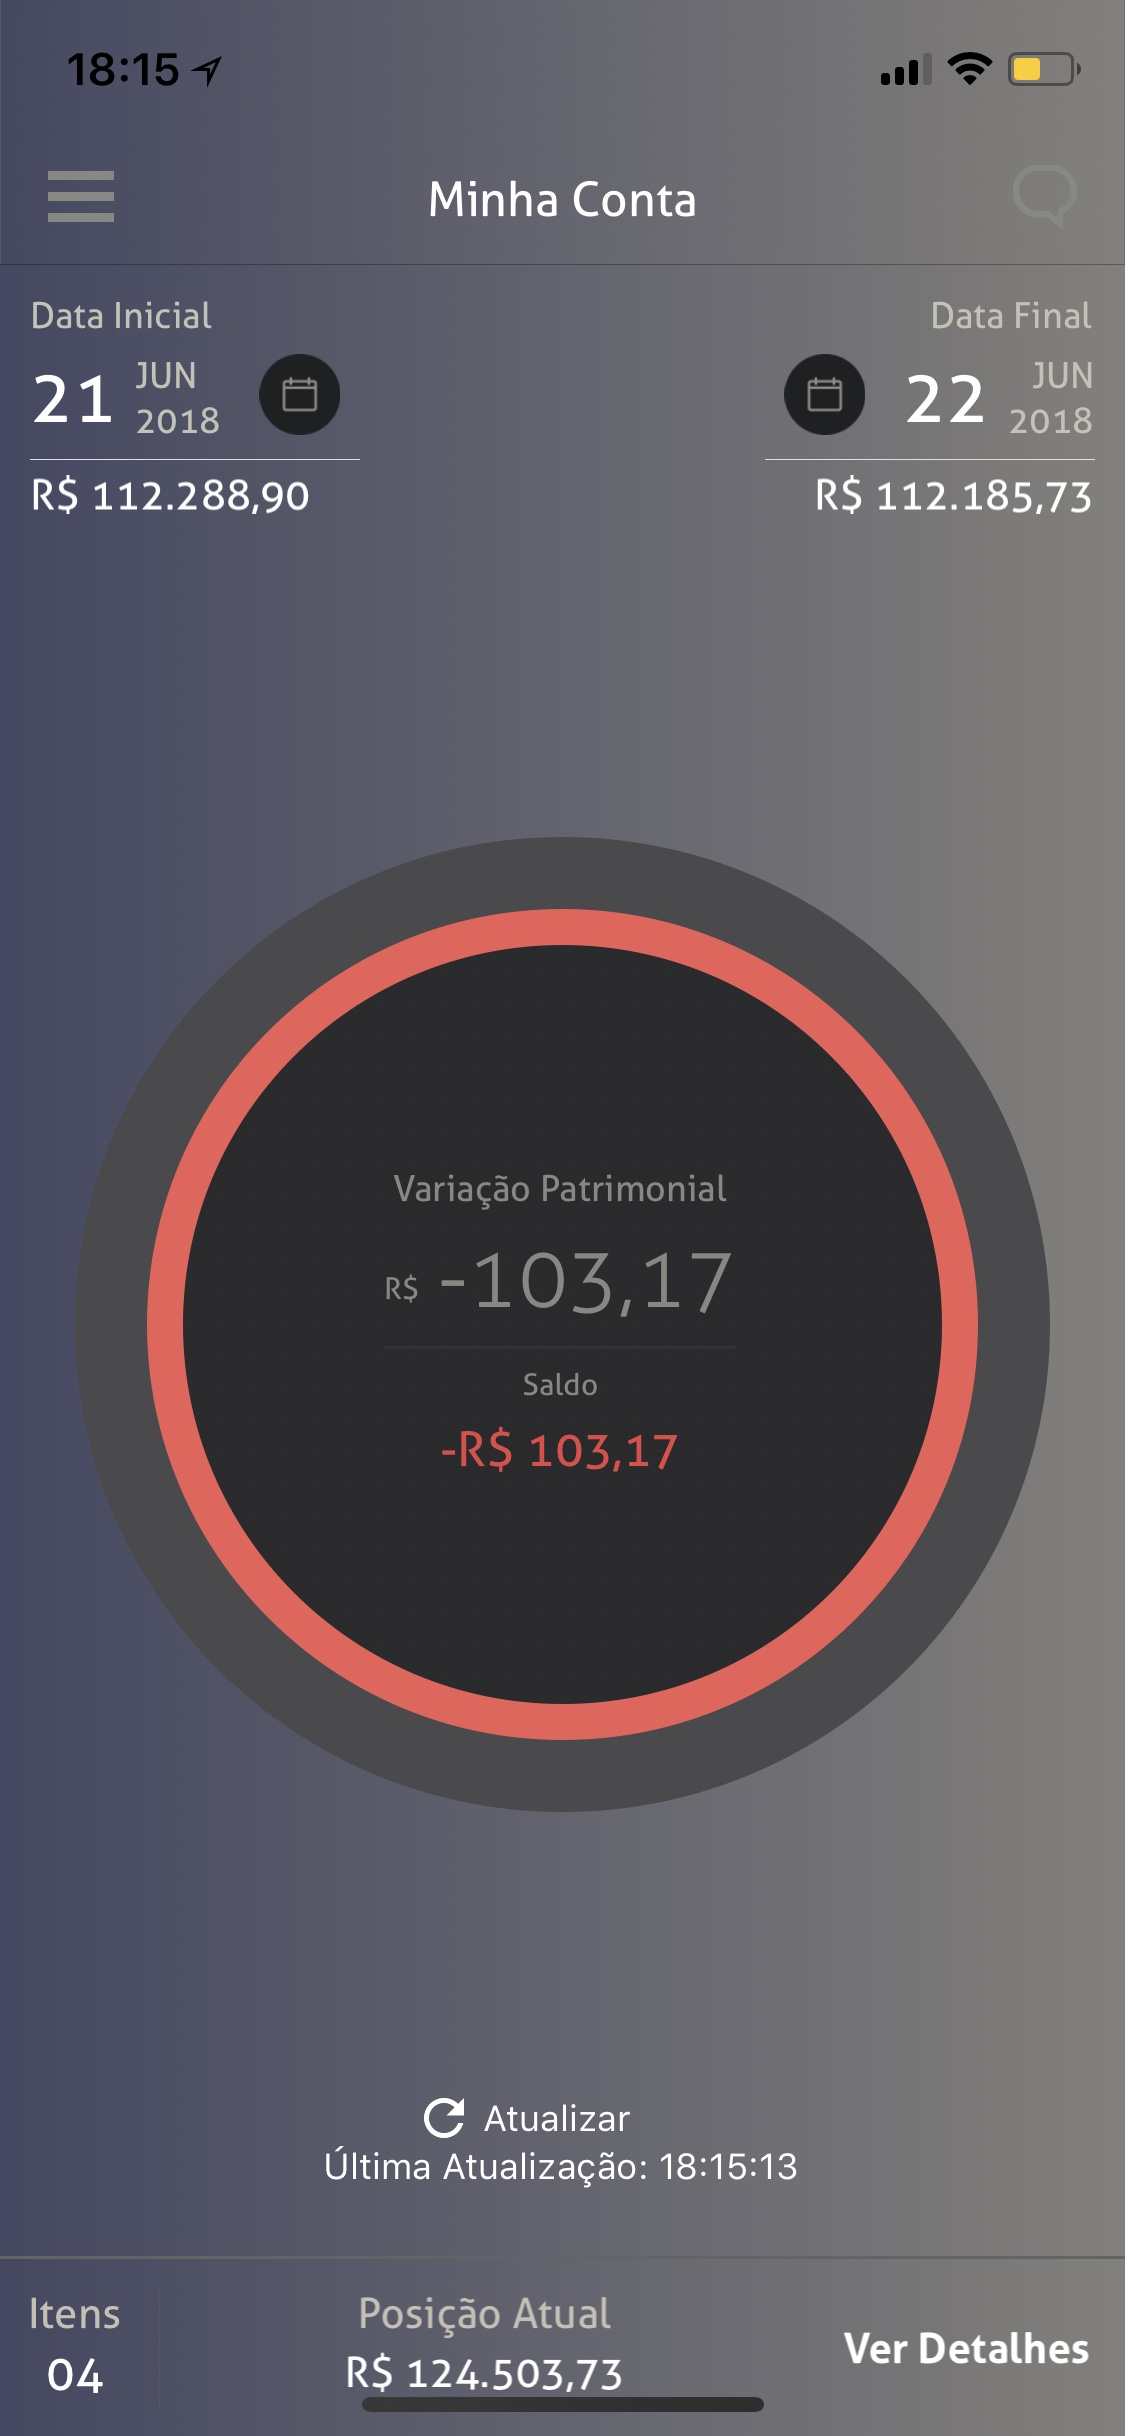 18:15
Minha Conta
Data Inicial
21 JUN 2018
R$ 112.288,90
Data Final
22 JUN 2018
R$ 112.185,73
Variação Patrimonial
R$ -103,17
Saldo
-R$ 103,17
Atualizar
Última Atualização: 18:15:13
Itens
04
Posição Atual
R$ 124.503,73
Ver Detalhes